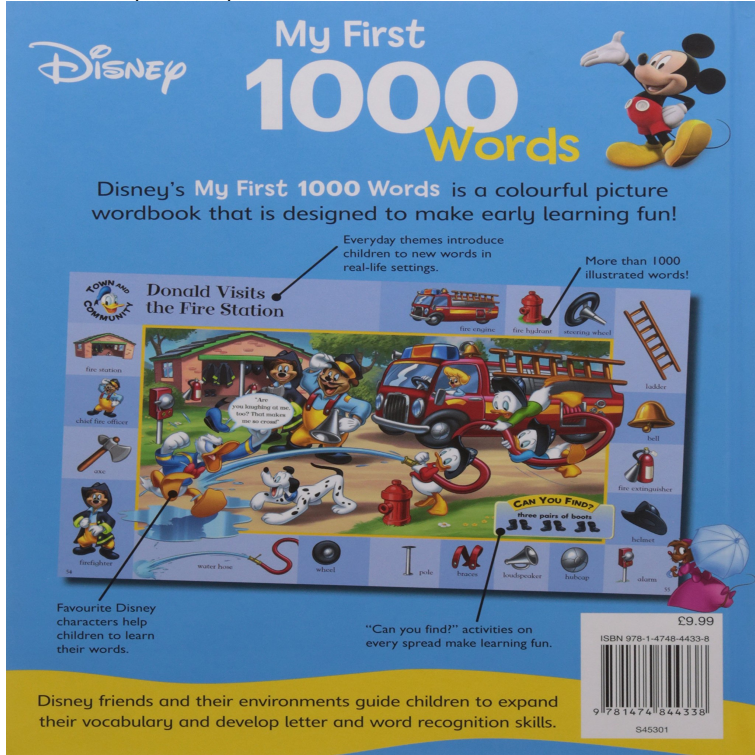 Disney
My First
1000
Words
Disney's My First 1000 Words is a colourful picture
wordbook that is designed to make early learning fun!
Everyday themes introduce
children to new words in
real-life settings.
More than 1000
illustrated words!
TOWN AND
COMMUNITY
Donald Visits
the Fire Station
fire engine
fire hydrant
steering wheel
ladder
fire station
chief fire officer
axe
firefighter
"Are
you laughing at me,
too? That makes
me so cross!"
bell
fire extinguisher
helmet
CAN YOU FIND?
three pairs of boots
water hose
wheel
pole
braces
loudspeaker
hubcap
alarm
54
55
Favourite Disney
characters help
children to learn
their words.
"Can you find?" activities on
every spread make learning fun.
£9.99
ISBN 978-1-4748-4433-8
9 781474 844338
S45301
Disney friends and their environments guide children to expand
their vocabulary and develop letter and word recognition skills.